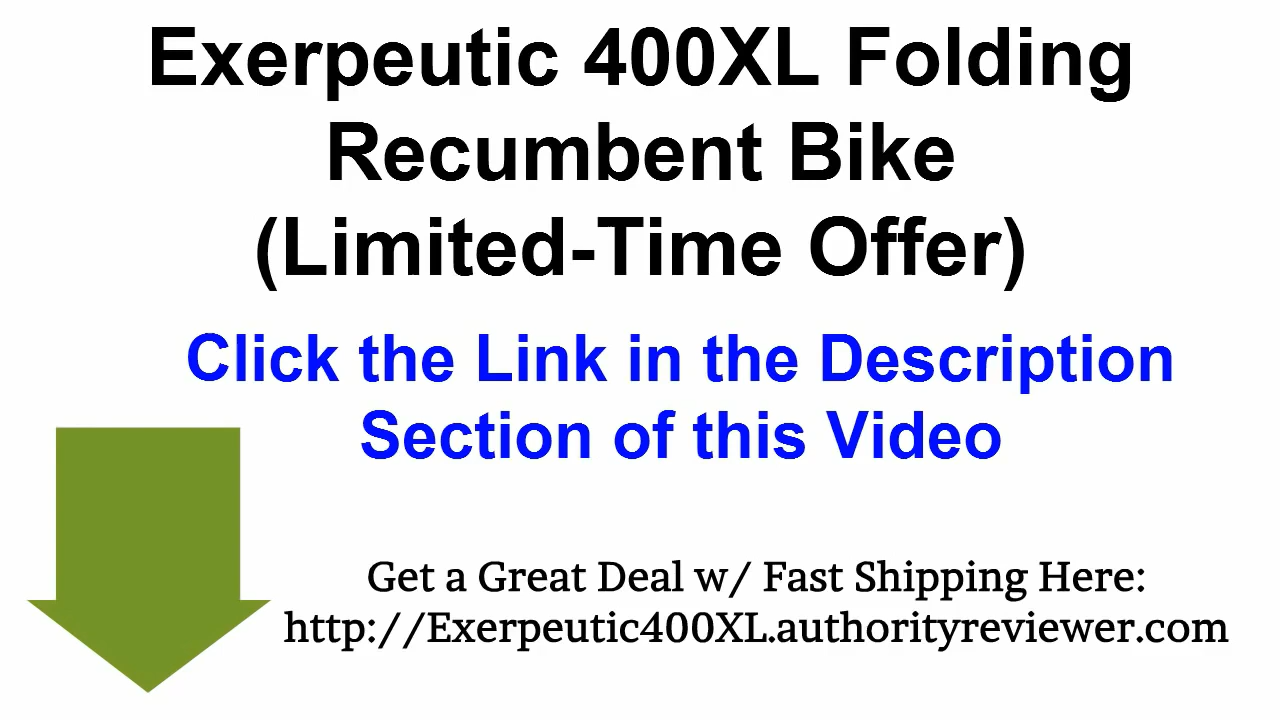 Exerpeutic 400XL Folding
Recumbent Bike
(Limited-Time Offer)
Click the Link in the Description
Section of this Video
Get a Great Deal w/ Fast Shipping Here:
http://Exerpeutic400XL.authorityreviewer.com